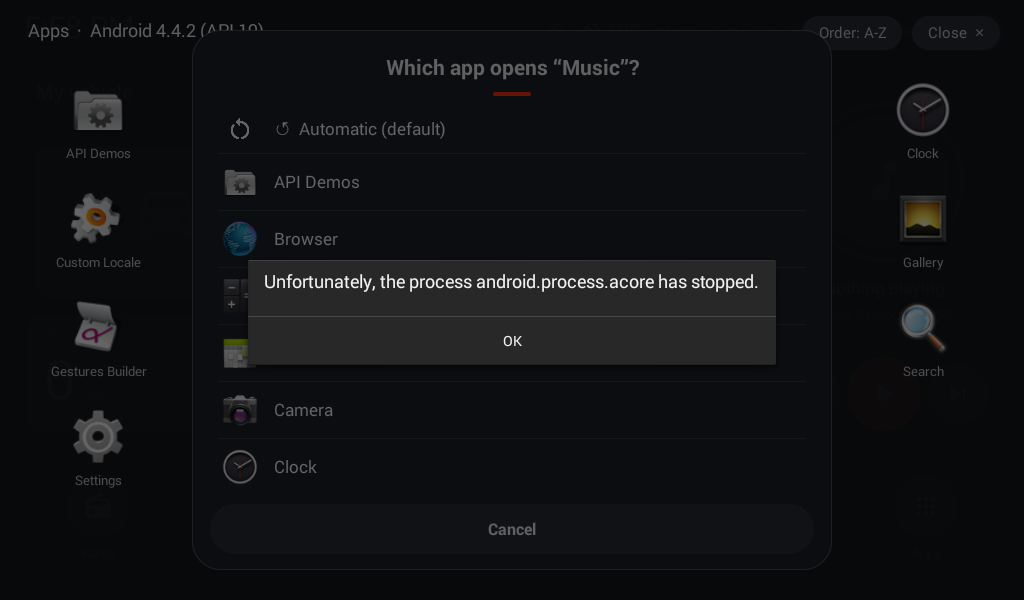 Apps · Android 4.4.2 (API 19)
Order: A-Z
Close ×
Which app opens “Music”?
↺ Automatic (default)
API Demos
Browser
Unfortunately, the process android.process.acore has stopped.
OK
Camera
Clock
Cancel
API Demos
Custom Locale
Gestures Builder
Settings
Clock
Gallery
Search